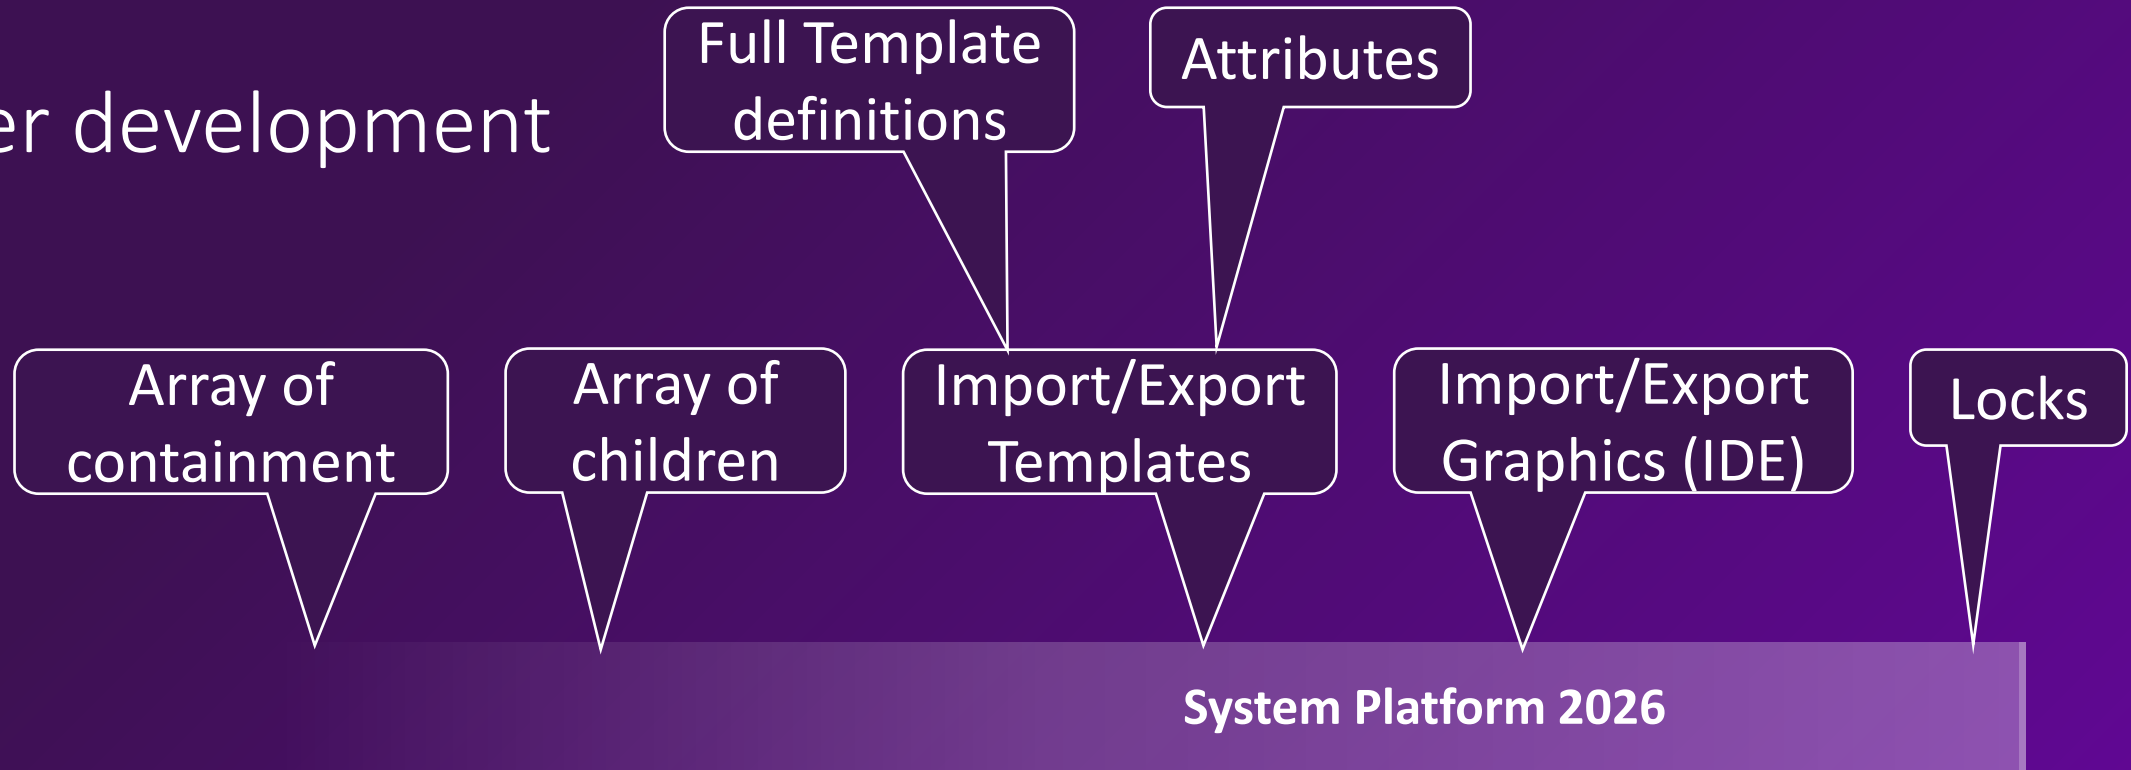 Full Template
definitions
Attributes
er development
Array of
containment
Array of
children
Import/Export
Templates
Import/Export
Graphics (IDE)
Locks
System Platform 2026